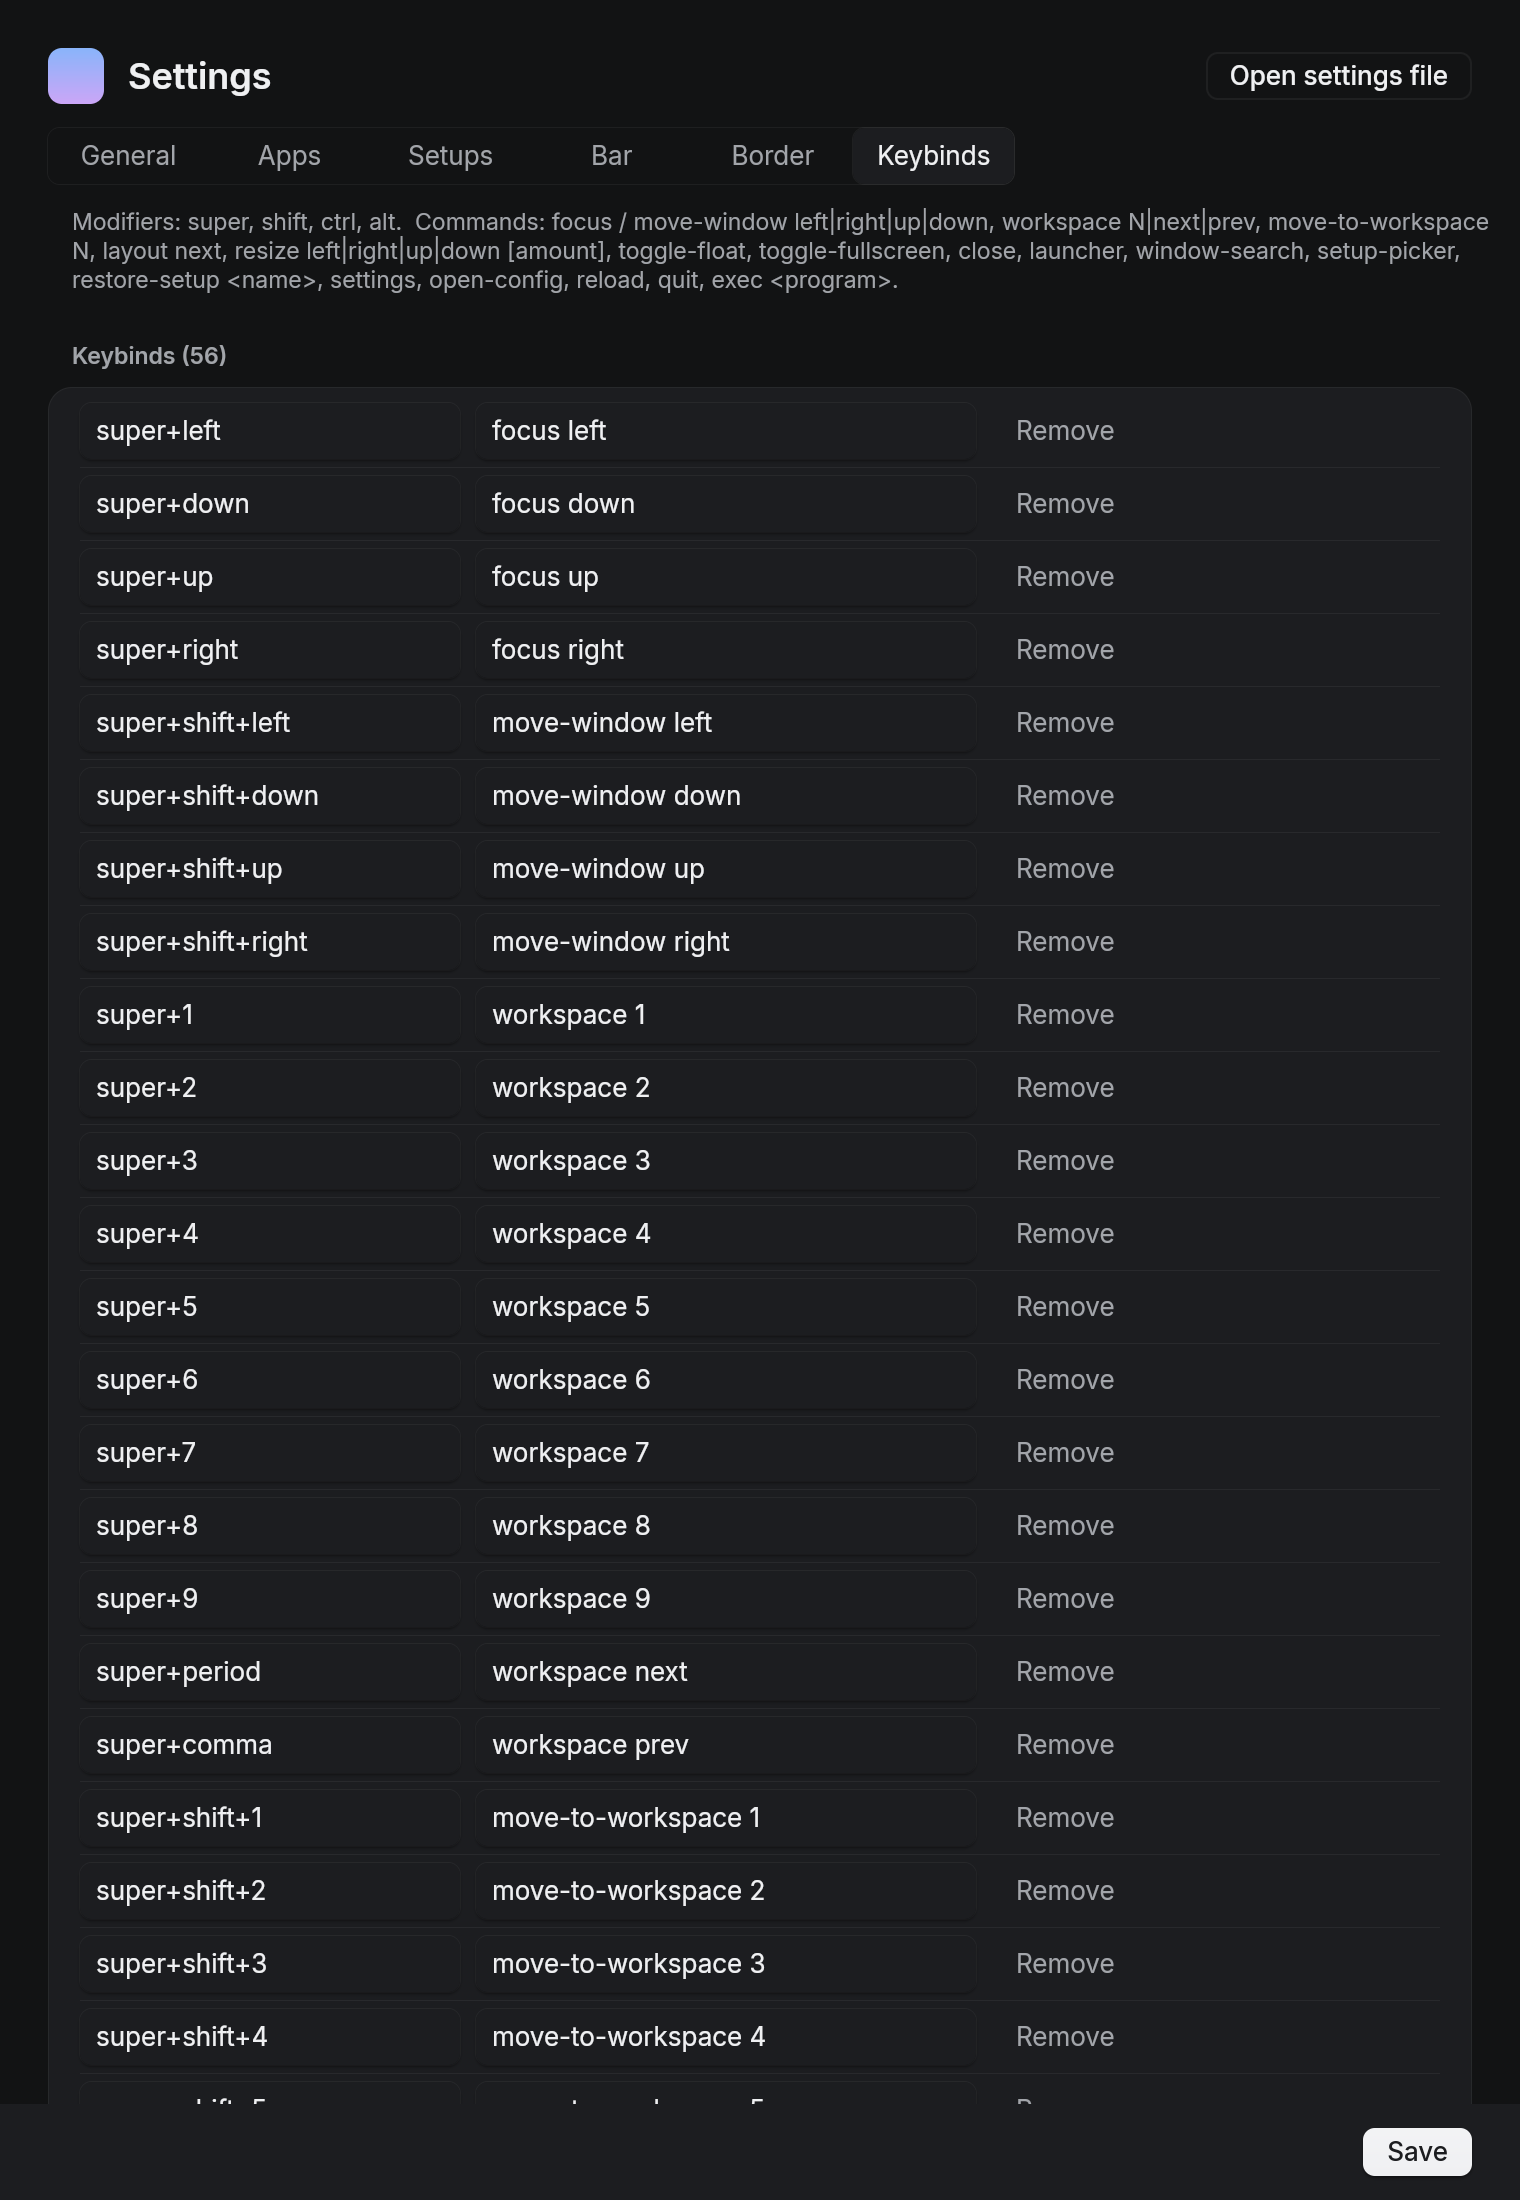 Settings
Open settings file
General Apps Setups Bar Border Keybinds
Modifiers: super, shift, ctrl, alt.  Commands: focus / move-window left|right|up|down, workspace N|next|prev, move-to-workspace
N, layout next, resize left|right|up|down [amount], toggle-float, toggle-fullscreen, close, launcher, window-search, setup-picker,
restore-setup <name>, settings, open-config, reload, quit, exec <program>.
Keybinds (56)
super+left focus left Remove
super+down focus down Remove
super+up focus up Remove
super+right focus right Remove
super+shift+left move-window left Remove
super+shift+down move-window down Remove
super+shift+up move-window up Remove
super+shift+right move-window right Remove
super+1 workspace 1 Remove
super+2 workspace 2 Remove
super+3 workspace 3 Remove
super+4 workspace 4 Remove
super+5 workspace 5 Remove
super+6 workspace 6 Remove
super+7 workspace 7 Remove
super+8 workspace 8 Remove
super+9 workspace 9 Remove
super+period workspace next Remove
super+comma workspace prev Remove
super+shift+1 move-to-workspace 1 Remove
super+shift+2 move-to-workspace 2 Remove
super+shift+3 move-to-workspace 3 Remove
super+shift+4 move-to-workspace 4 Remove
Save